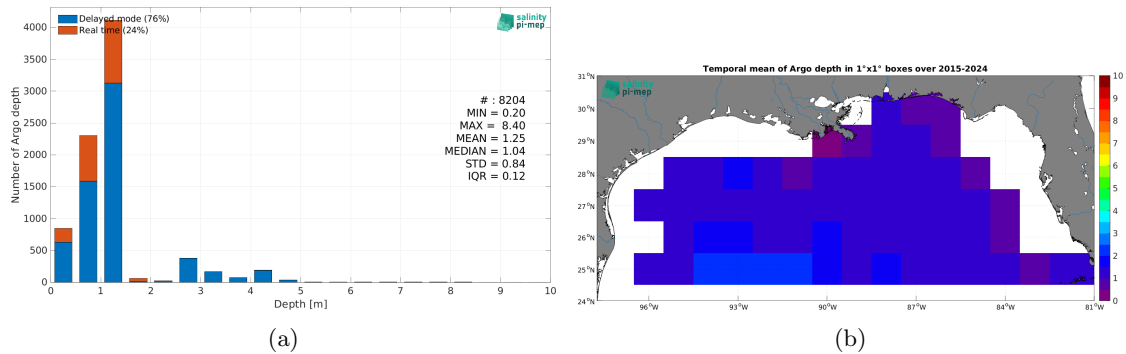 Delayed mode (76%)
Real time (24%)
salinity
pi-mep
4000
3500
3000
2500
2000
1500
1000
500
0
Number of Argo depth
# : 8204
MIN = 0.20
MAX = 8.40
MEAN = 1.25
MEDIAN = 1.04
STD = 0.84
IQR = 0.12
0 1 2 3 4 5 6 7 8 9 10
Depth [m]
(a)
Temporal mean of Argo depth in 1°x1° boxes over 2015-2024
salinity
pi-mep
31°N
30°N
29°N
28°N
27°N
26°N
25°N
24°N
96°W 93°W 90°W 87°W 84°W 81°W
10
9
8
7
6
5
4
3
2
1
0
(b)